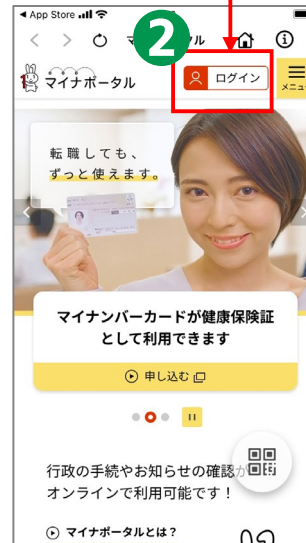 App Store
2
ログイン
マイナポータル
メニュー
転職しても、
ずっと使えます。
マイナンバーカードが健康保険証
として利用できます
申し込む
行政の手続やお知らせの確認が
オンラインで利用可能です！
マイナポータルとは？